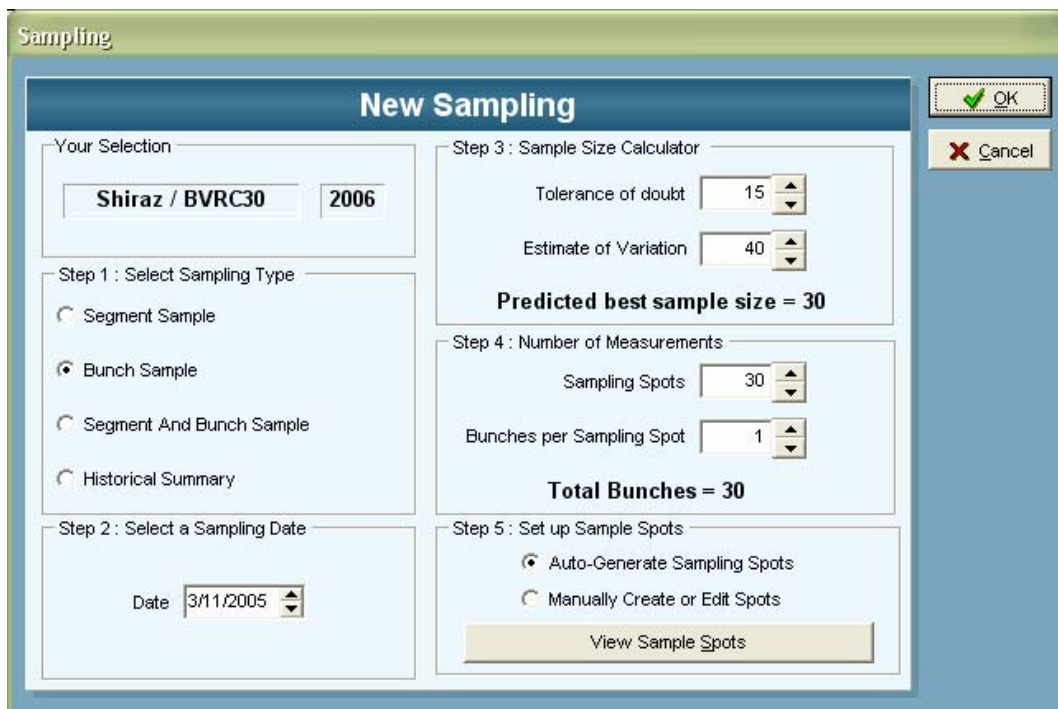 Sampling
New Sampling
OK
Cancel
Your Selection
Shiraz / BVRC30 2006
Step 1 : Select Sampling Type
Segment Sample
Bunch Sample
Segment And Bunch Sample
Historical Summary
Step 2 : Select a Sampling Date
Date 3/11/2005
Step 3 : Sample Size Calculator
Tolerance of doubt 15
Estimate of Variation 40
Predicted best sample size = 30
Step 4 : Number of Measurements
Sampling Spots 30
Bunches per Sampling Spot 1
Total Bunches = 30
Step 5 : Set up Sample Spots
Auto-Generate Sampling Spots
Manually Create or Edit Spots
View Sample Spots